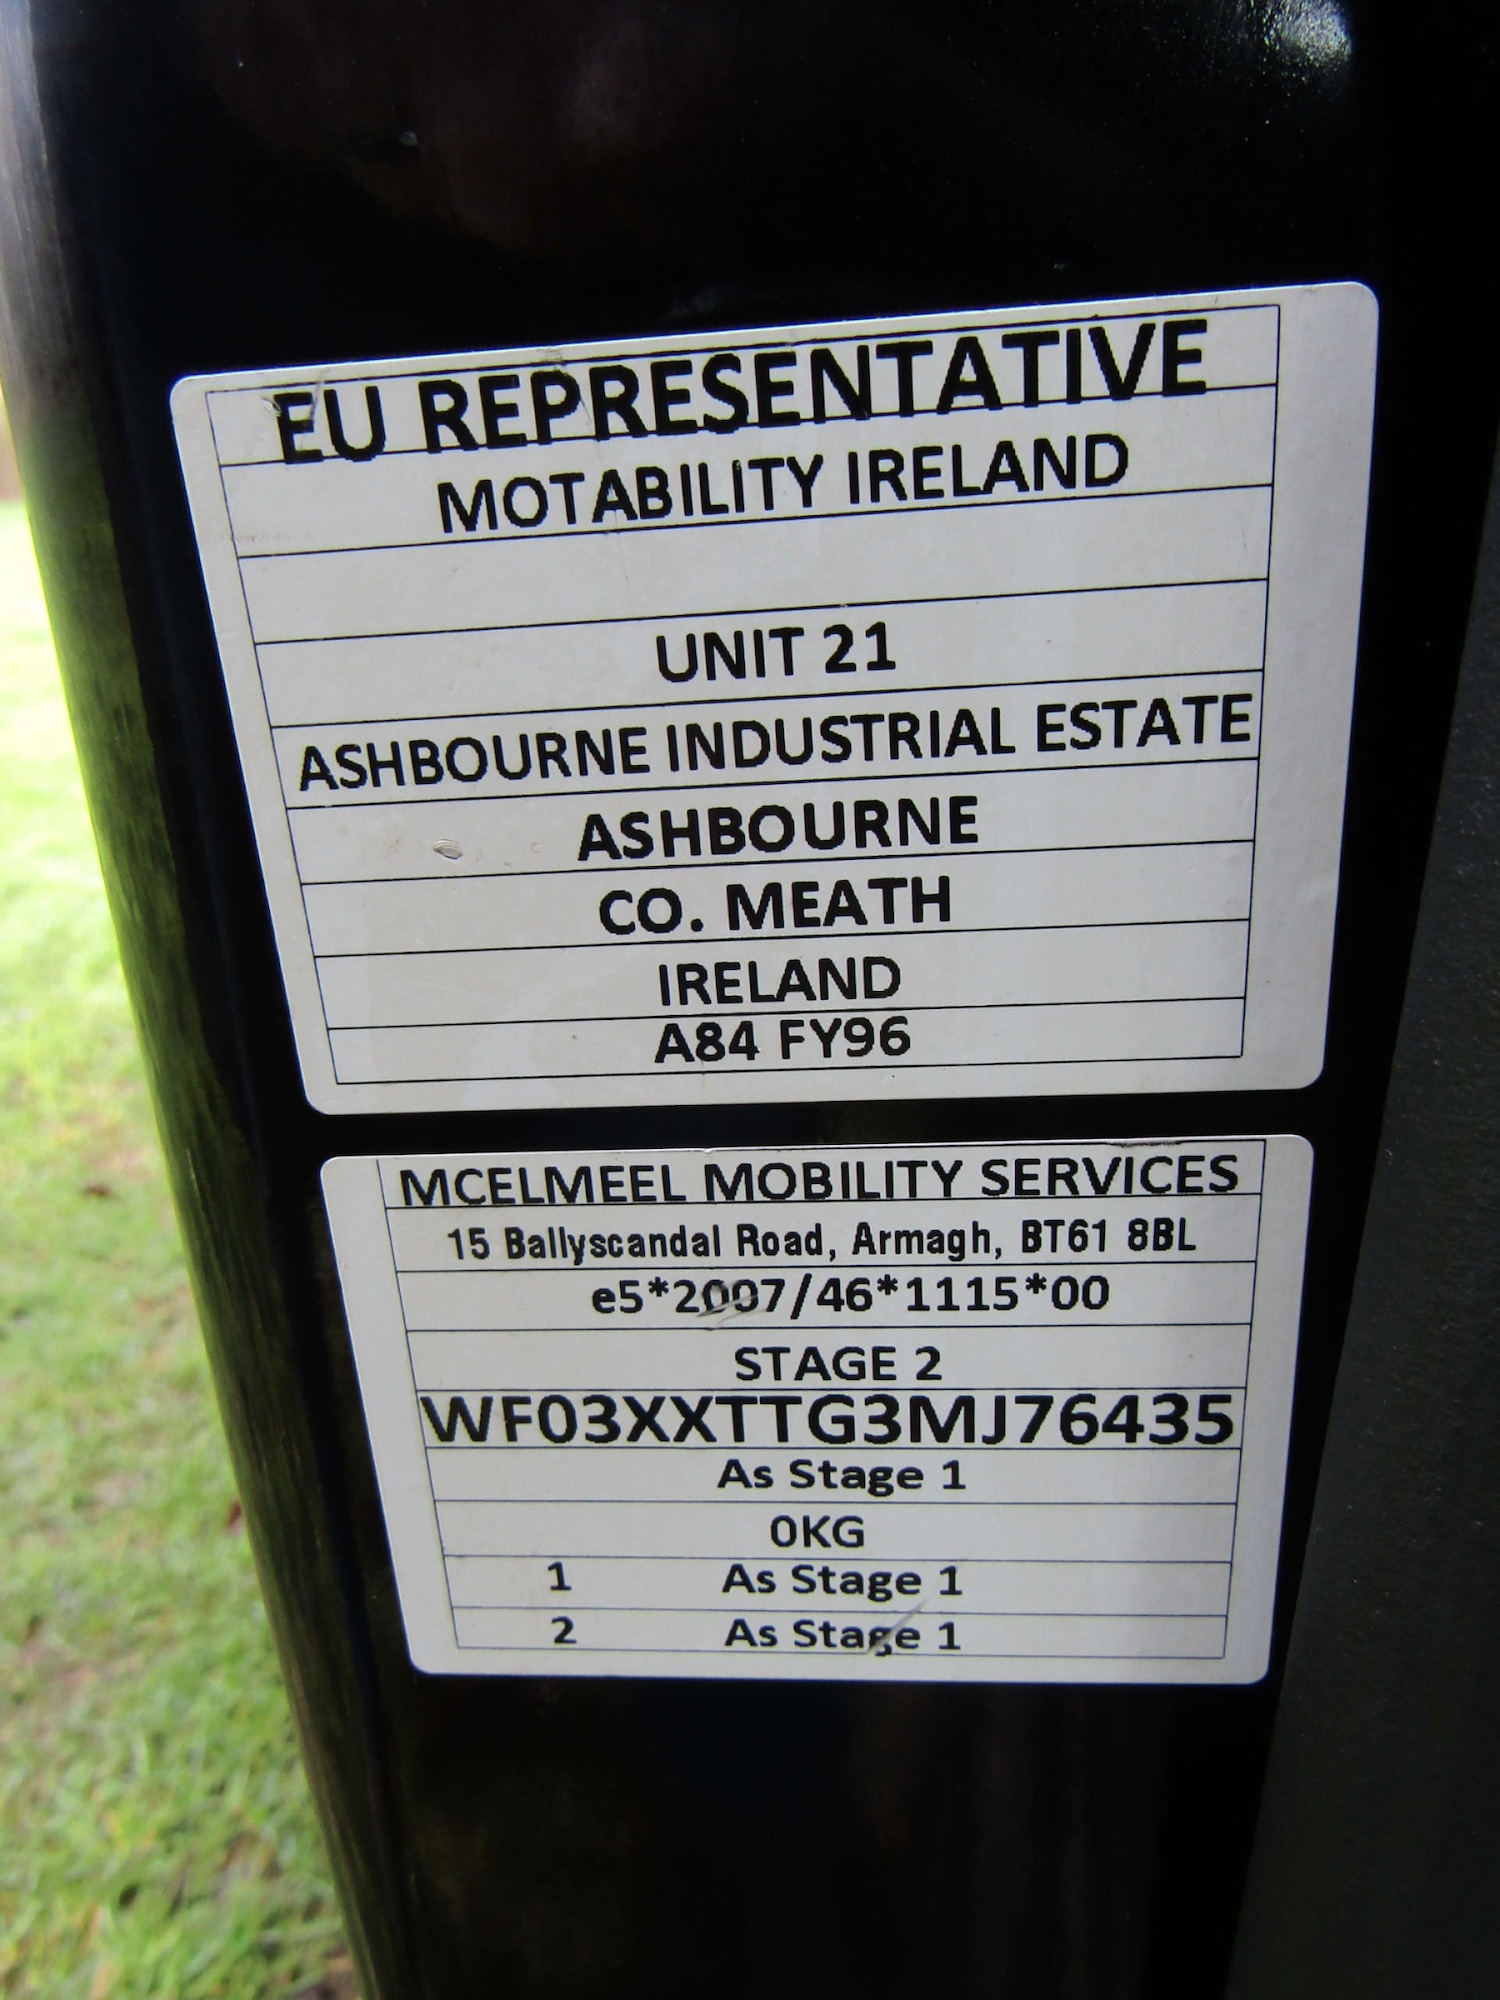 EU REPRESENTATIVE
MOTABILITY IRELAND
UNIT 21
ASHBOURNE INDUSTRIAL ESTATE
ASHBOURNE
CO. MEATH
IRELAND
A84 FY96
MCELMEEL MOBILITY SERVICES
15 Ballyscandal Road, Armagh, BT61 8BL
e5*2007/46*1115*00
STAGE 2
WF03XXTTG3MJ76435
As Stage 1
0KG
1 As Stage 1
2 As Stage 1